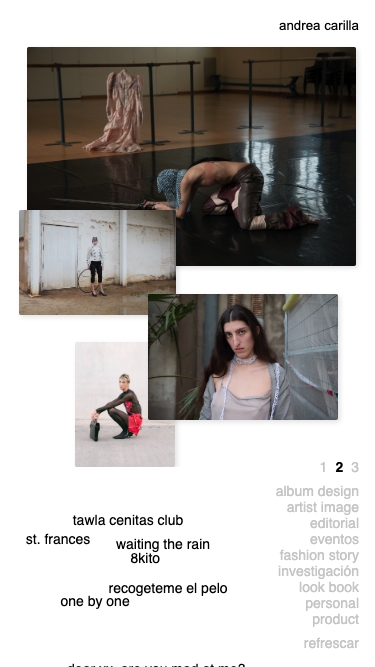 andrea carilla
1 2 3
album design
artist image
editorial
eventos
fashion story
investigación
look book
personal
product
refrescar
tawla cenitas club
st. frances
waiting the rain
8kito
recogeteme el pelo
one by one